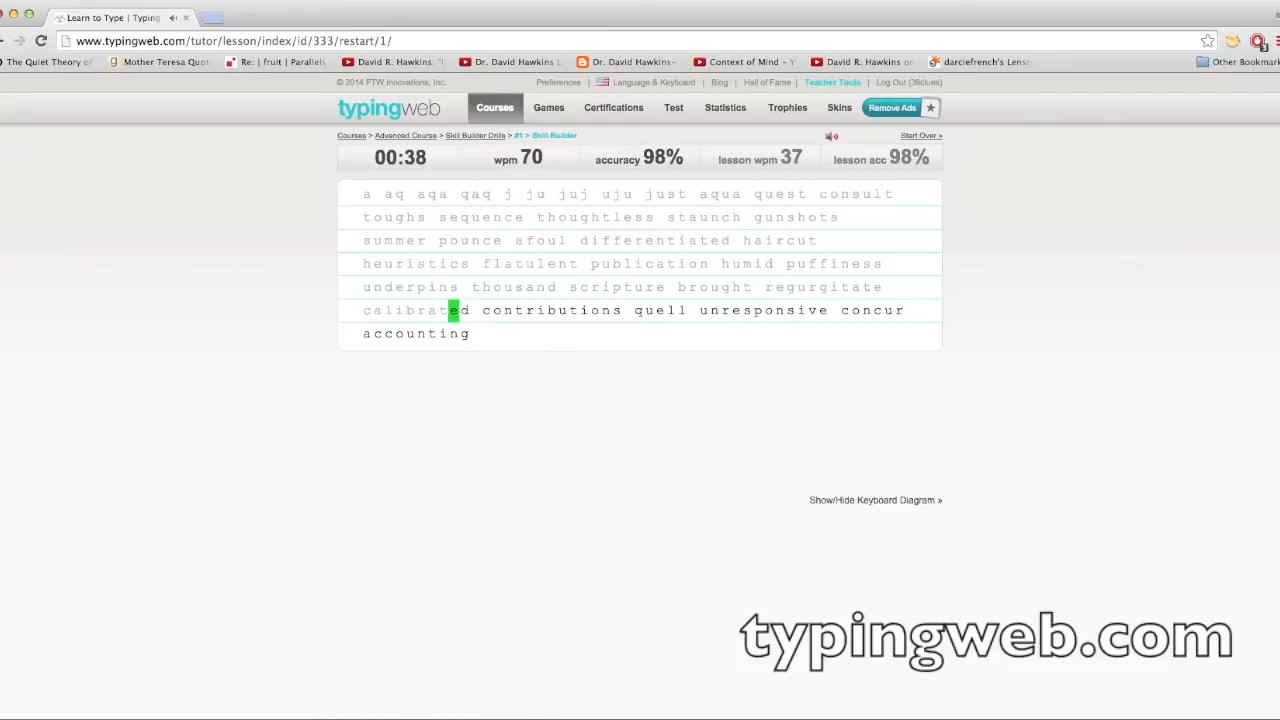 Learn to Type | Typing
www.typingweb.com/tutor/lesson/index/id/333/restart/1/
The Quiet Theory of
Mother Teresa Quot
Re: [ fruit ] Parallels
David R. Hawkins: "I
Dr. David Hawkins
Dr. David Hawkins~
Context of Mind ~ Y
David R. Hawkins on
darciefrench's Lens
Other Bookmark
© 2014 FTW Innovations, Inc.
Preferences | Language & Keyboard | Blog | Hall of Fame | Teacher Tools | Log Out (39clues)
typingweb
Courses Games Certifications Test Statistics Trophies Skins Remove Ads
Courses > Advanced Course > Skill Builder Drills > #1 > Skill Builder
Start Over »
00:38 wpm 70 accuracy 98% lesson wpm 37 lesson acc 98%
a aq aqa qaq j ju juj uju just aqua quest consult
toughs sequence thoughtless staunch gunshots
summer pounce afoul differentiated haircut
heuristics flatulent publication humid puffiness
underpins thousand scripture brought regurgitate
calibrated contributions quell unresponsive concur
accounting
Show/Hide Keyboard Diagram »
typingweb.com